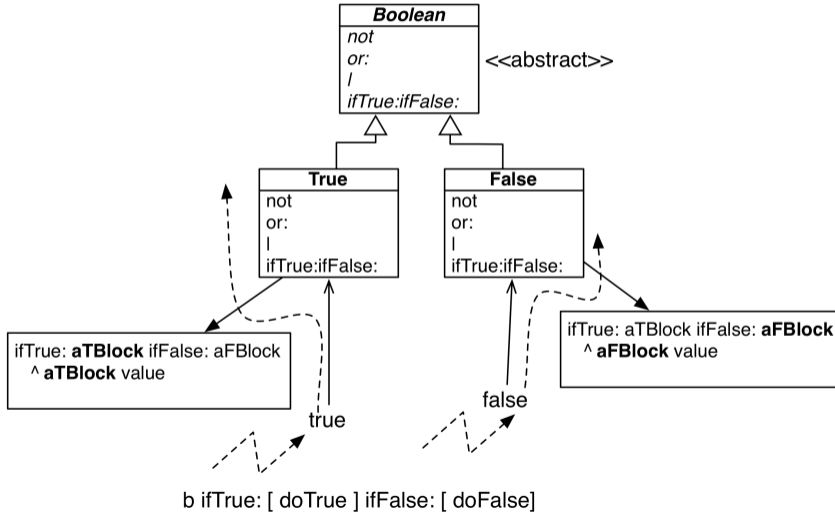 Boolean
not
or:
|
ifTrue:ifFalse:
<<abstract>>
True
not
or:
|
ifTrue:ifFalse:
False
not
or:
|
ifTrue:ifFalse:
ifTrue: aTBlock ifFalse: aFBlock
^ aTBlock value
ifTrue: aTBlock ifFalse: aFBlock
^ aFBlock value
true
false
b ifTrue: [ doTrue ] ifFalse: [ doFalse]